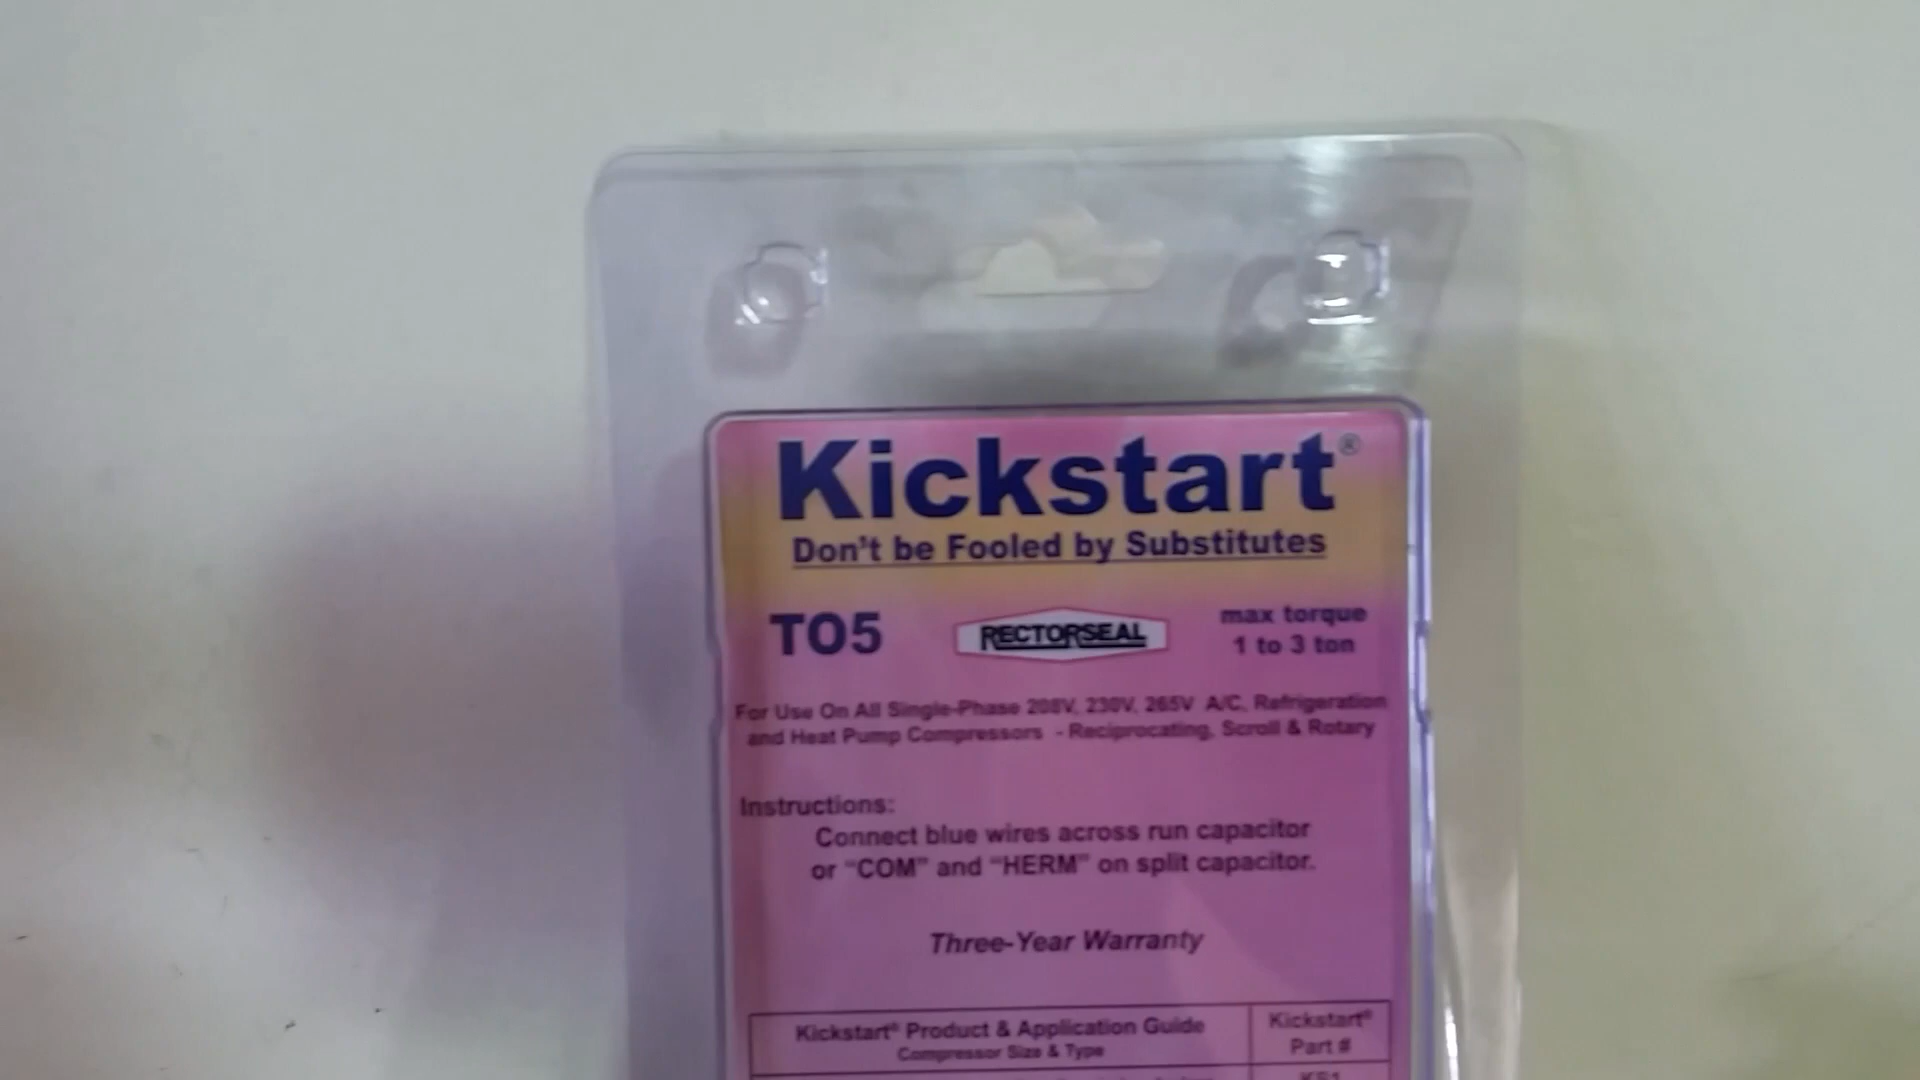 Kickstart®
Don't be Fooled by Substitutes
TO5
RECTORSEAL
max torque
1 to 3 ton
For Use On All Single-Phase 208V, 230V, 265V A/C, Refrigeration
and Heat Pump Compressors - Reciprocating, Scroll & Rotary
Instructions:
Connect blue wires across run capacitor
or “COM” and “HERM” on split capacitor.
Three-Year Warranty
Kickstart® Product & Application Guide
Compressor Size & Type
Kickstart®
Part #